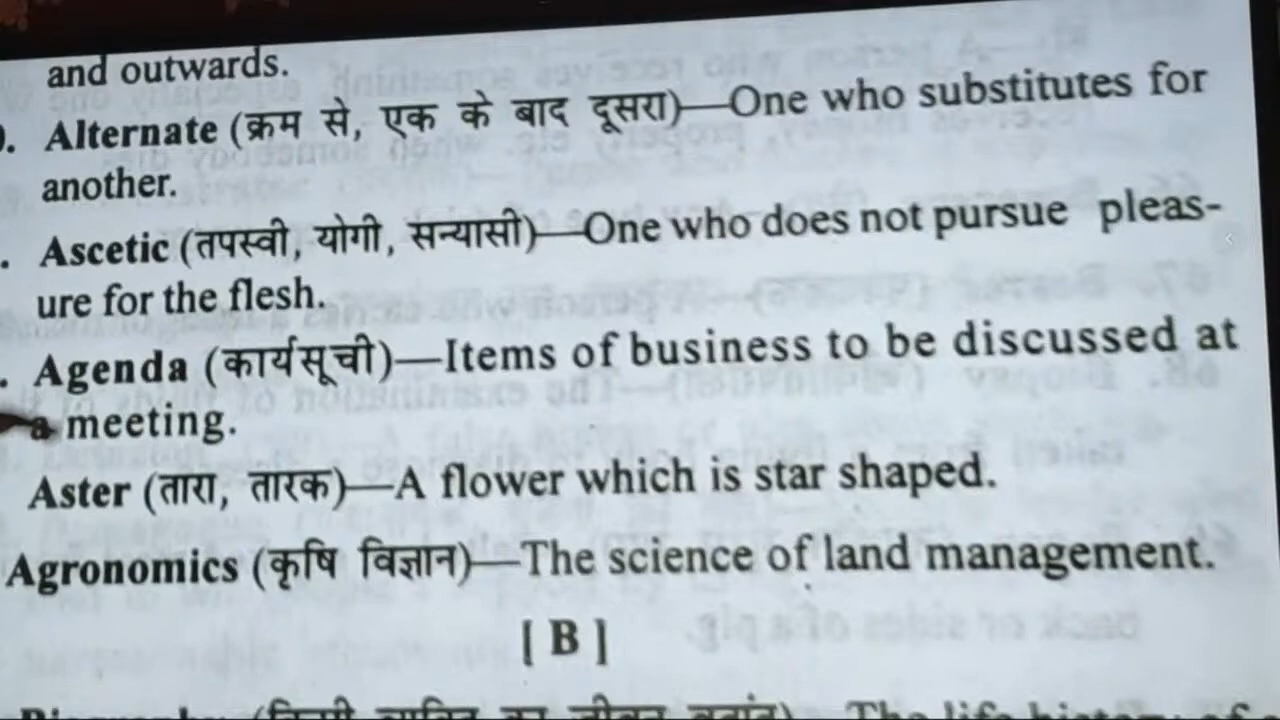 and outwards.
. Alternate (क्रम से, एक के बाद दूसरा)—One who substitutes for
another.
. Ascetic (तपस्वी, योगी, सन्यासी)—One who does not pursue pleas-
ure for the flesh.
. Agenda (कार्यसूची)—Items of business to be discussed at
a meeting.
Aster (तारा, तारक)—A flower which is star shaped.
Agronomics (कृषि विज्ञान)—The science of land management.
[ B ]